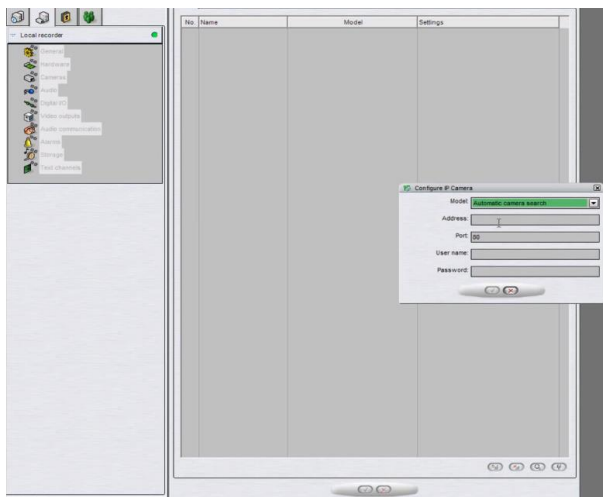 Local recorder
General
Hardware
Cameras
Audio
Digital I/O
Video outputs
Audio communication
Alarms
Storage
Text channels
No. Name Model Settings
Configure IP Camera
Model: Automatic camera search
Address:
Port: 80
User name:
Password: